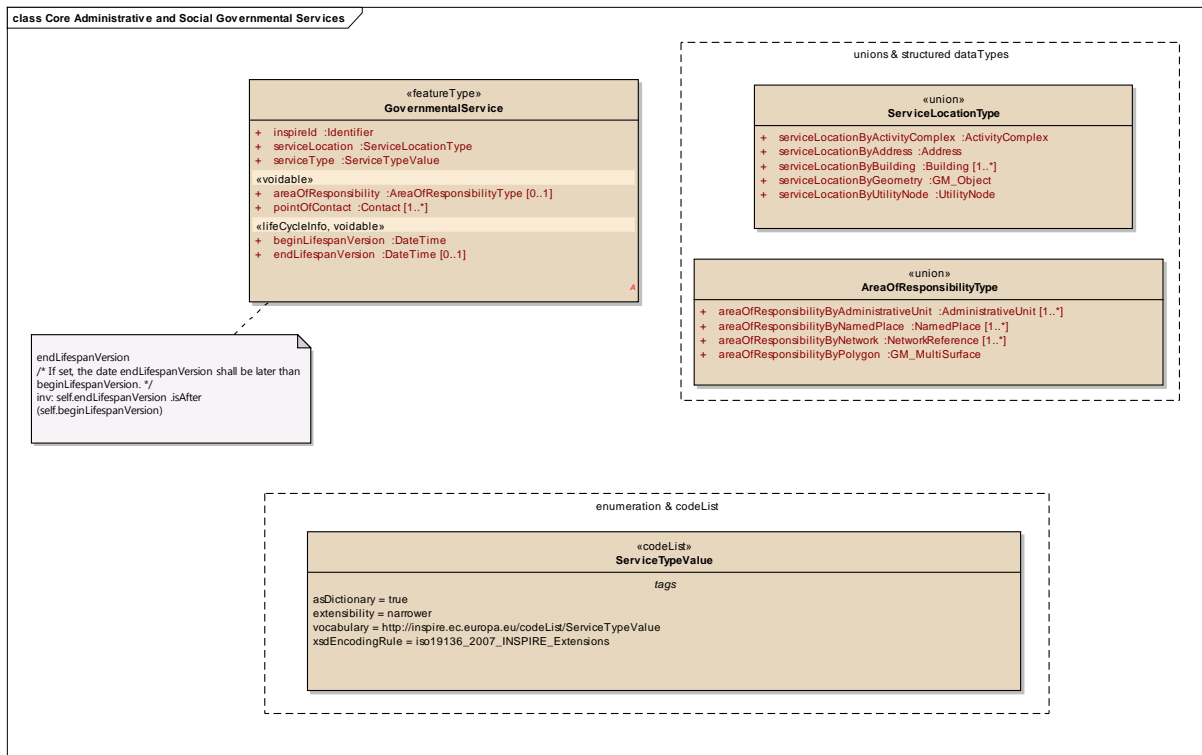 class Core Administrative and Social Governmental Services
«featureType»
GovernmentalService
+ inspireId :Identifier
+ serviceLocation :ServiceLocationType
+ serviceType :ServiceTypeValue
«voidable»
+ areaOfResponsibility :AreaOfResponsibilityType [0..1]
+ pointOfContact :Contact [1..*]
«lifeCycleInfo, voidable»
+ beginLifespanVersion :DateTime
+ endLifespanVersion :DateTime [0..1]
A
endLifespanVersion
/* If set, the date endLifespanVersion shall be later than
beginLifespanVersion. */
inv: self.endLifespanVersion .isAfter
(self.beginLifespanVersion)
unions & structured dataTypes
«union»
ServiceLocationType
+ serviceLocationByActivityComplex :ActivityComplex
+ serviceLocationByAddress :Address
+ serviceLocationByBuilding :Building [1..*]
+ serviceLocationByGeometry :GM_Object
+ serviceLocationByUtilityNode :UtilityNode
«union»
AreaOfResponsibilityType
+ areaOfResponsibilityByAdministrativeUnit :AdministrativeUnit [1..*]
+ areaOfResponsibilityByNamedPlace :NamedPlace [1..*]
+ areaOfResponsibilityByNetwork :NetworkReference [1..*]
+ areaOfResponsibilityByPolygon :GM_MultiSurface
enumeration & codeList
«codeList»
ServiceTypeValue
tags
asDictionary = true
extensibility = narrower
vocabulary = http://inspire.ec.europa.eu/codeList/ServiceTypeValue
xsdEncodingRule = iso19136_2007_INSPIRE_Extensions